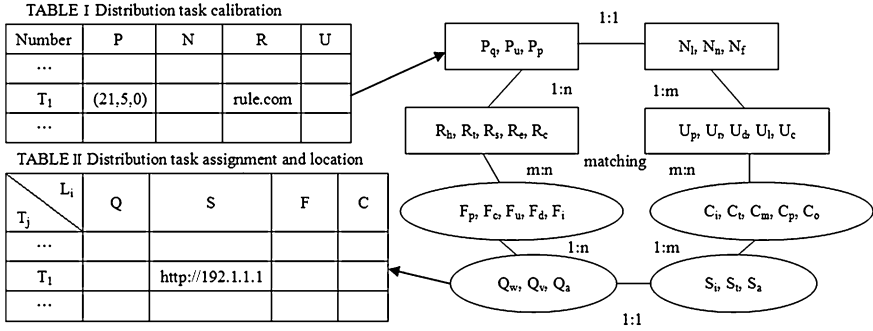 TABLE I Distribution task calibration
Number P N R U
...
T1 (21,5,0) rule.com
...
TABLE II Distribution task assignment and location
Li
Tj Q S F C
...
T1 http://192.1.1.1
...
1:1
Pq, Pu, Pp
Nl, Nn, Nf
1:n
1:m
Rh, Rt, Rs, Re, Rc
Up, Ur, Ud, Ul, Uc
m:n matching m:n
Fp, Fc, Fu, Fd, Fi
Ci, Ct, Cm, Cp, Co
1:n
1:m
Qw, Qv, Qa
Si, St, Sa
1:1